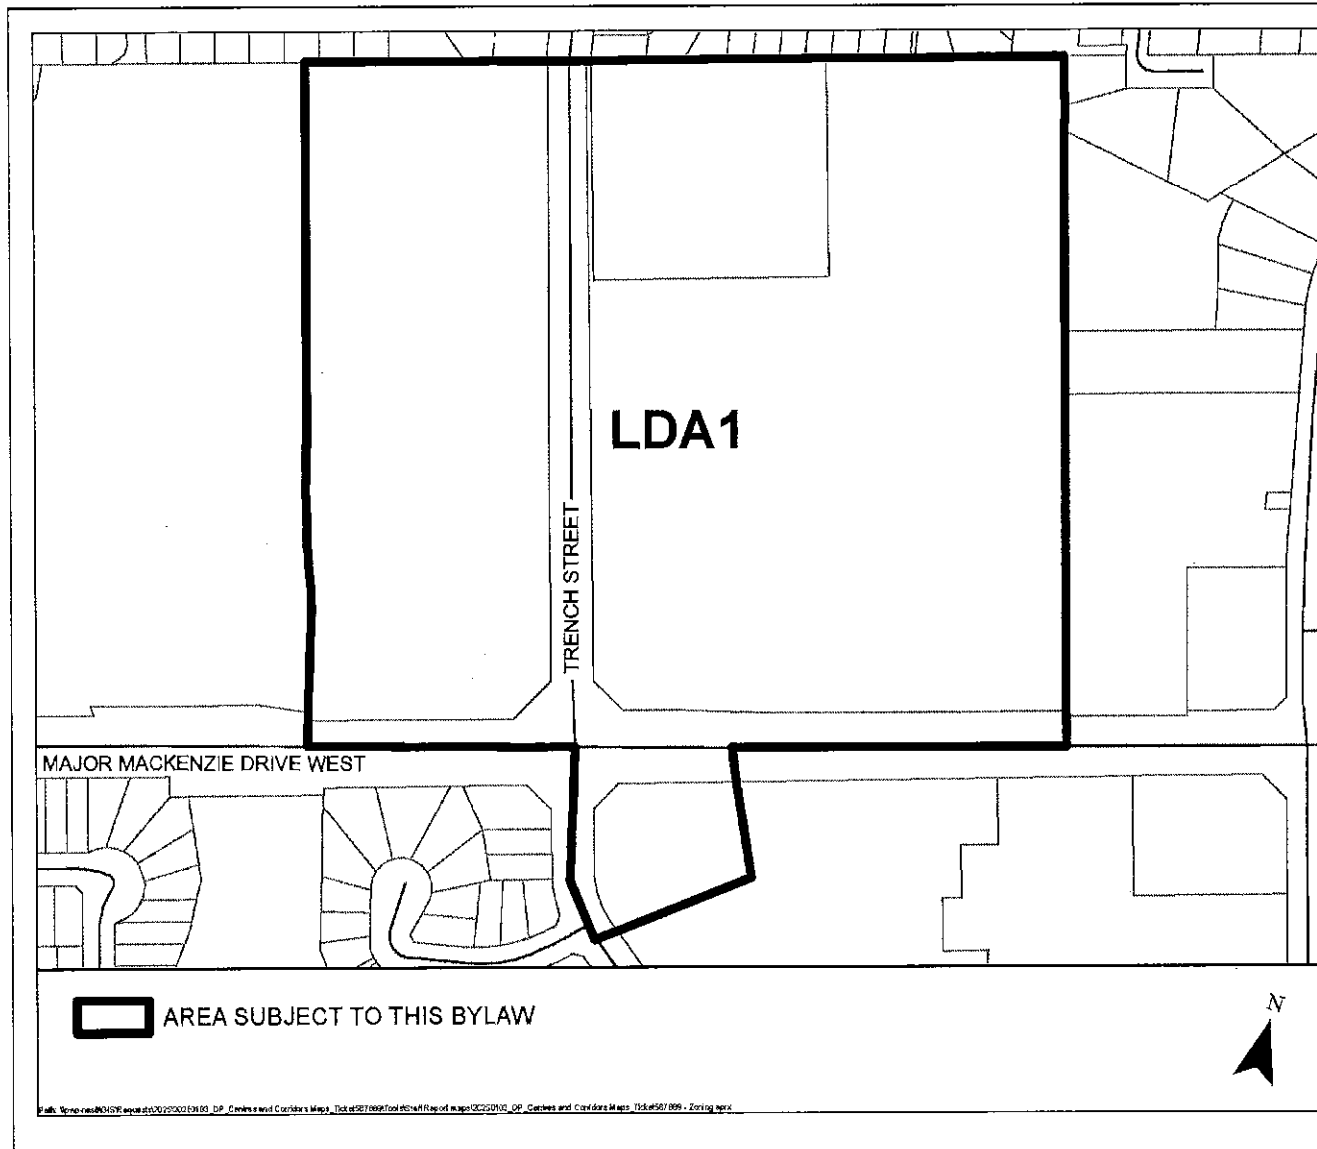 LDA1
TRENCH STREET
MAJOR MACKENZIE DRIVE WEST
AREA SUBJECT TO THIS BYLAW
N